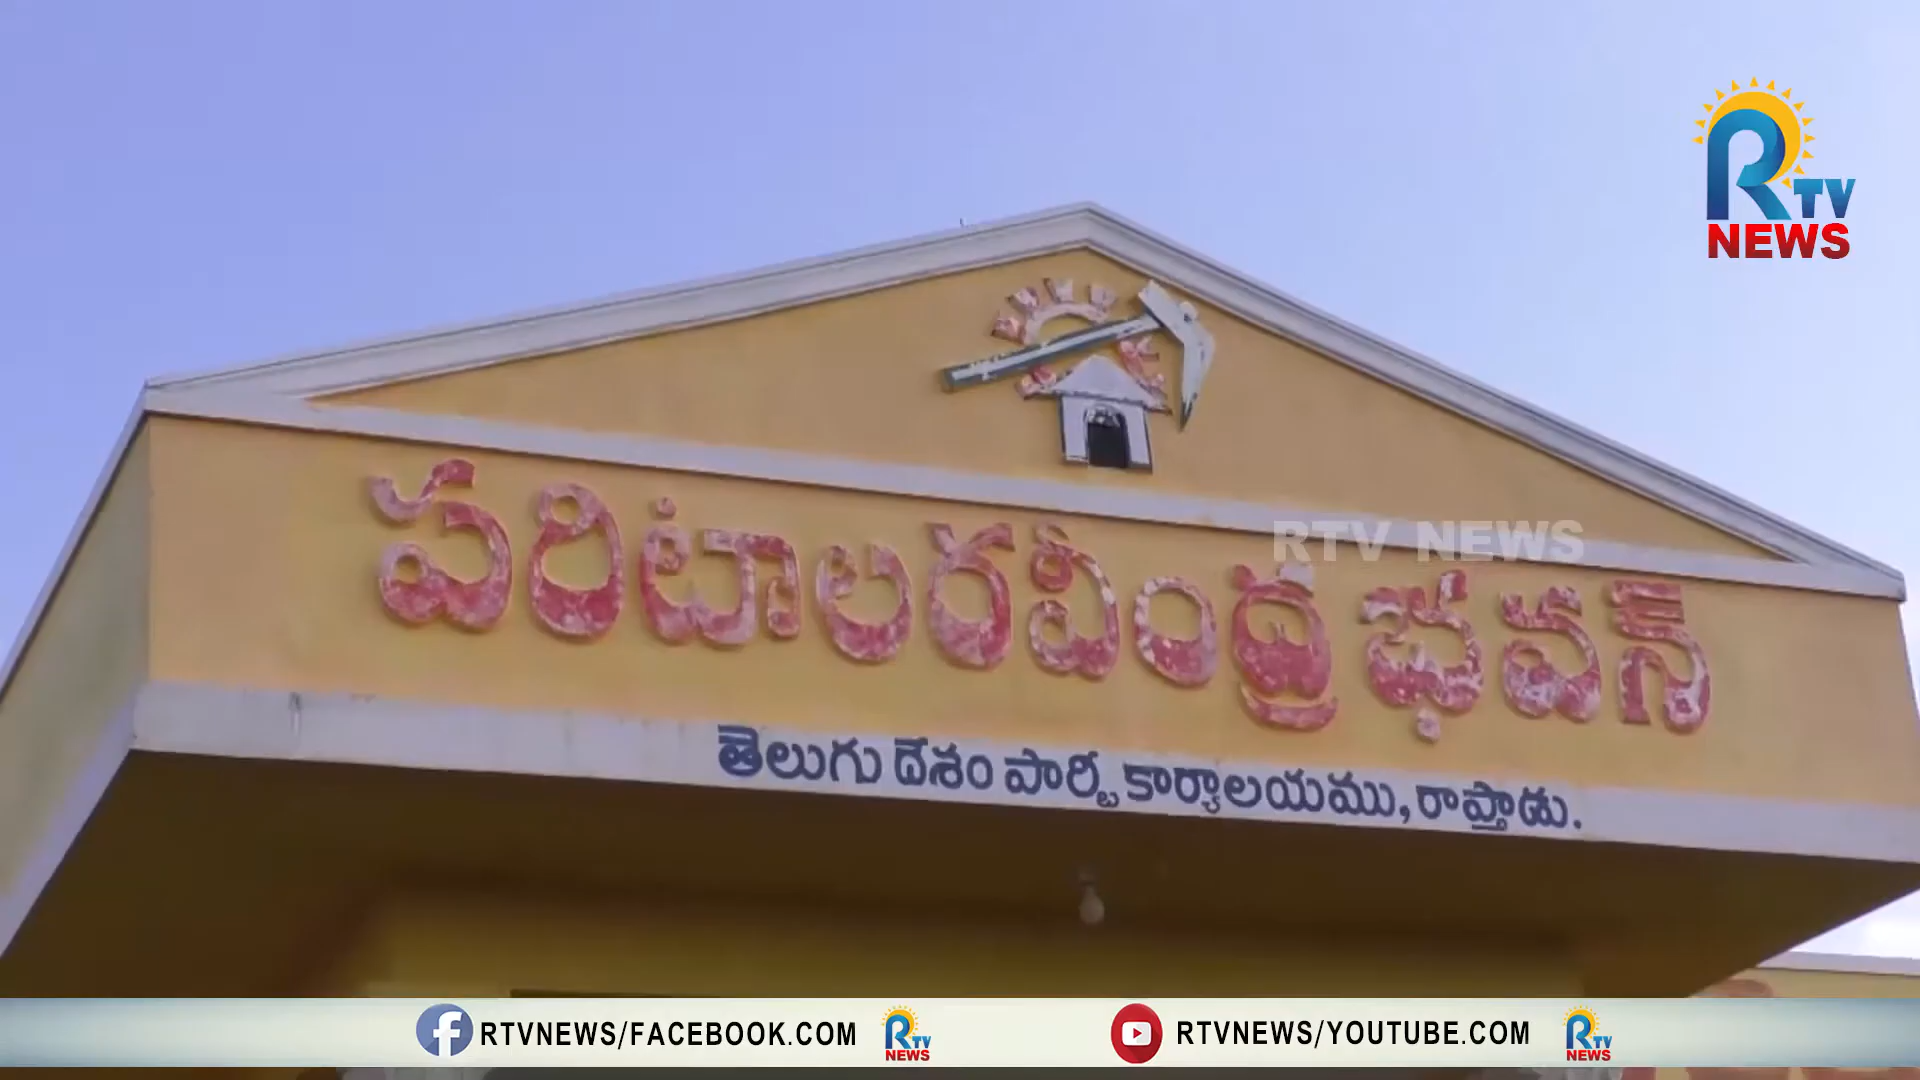 RTV
NEWS
RTV NEWS
పరిటాలరవీంద్ర భవన్
తెలుగు దేశం పార్టీ కార్యాలయము, రాప్తాడు.
RTVNEWS/FACEBOOK.COM
RTV
NEWS
RTVNEWS/YOUTUBE.COM
RTV
NEWS